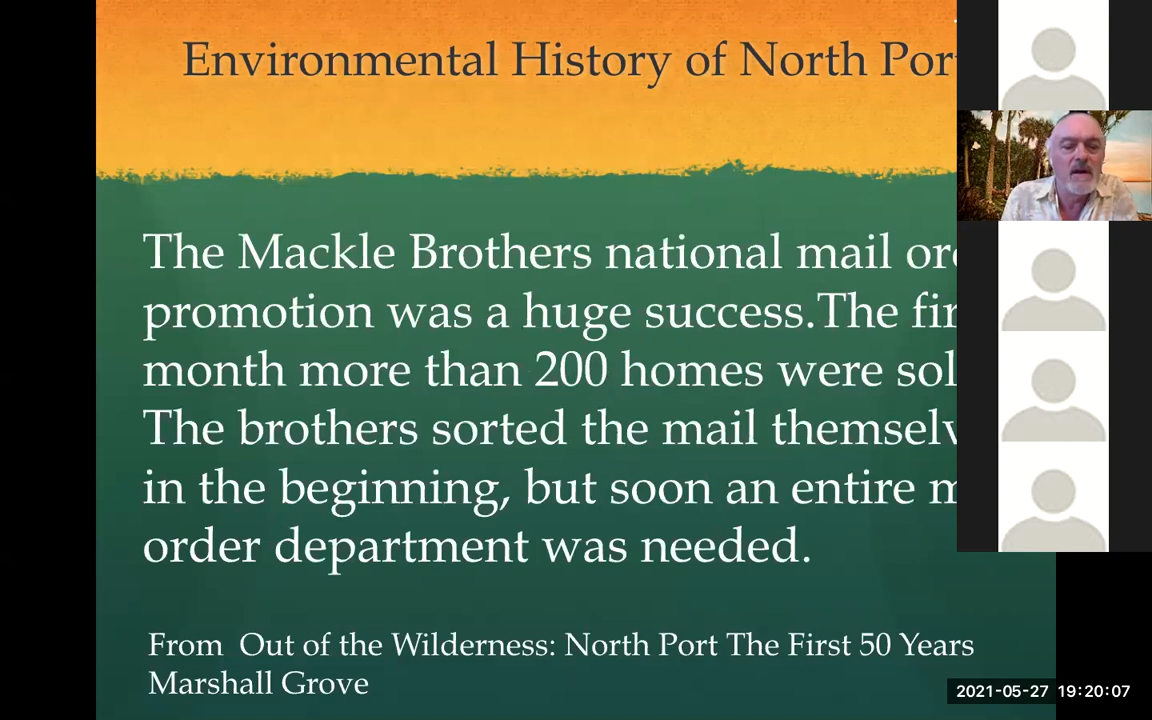 Environmental History of North Por
The Mackle Brothers national mail or
promotion was a huge success.The fir
month more than 200 homes were sol
The brothers sorted the mail themselv
in the beginning, but soon an entire m
order department was needed.
From Out of the Wilderness: North Port The First 50 Years
Marshall Grove
2021-05-27 19:20:07